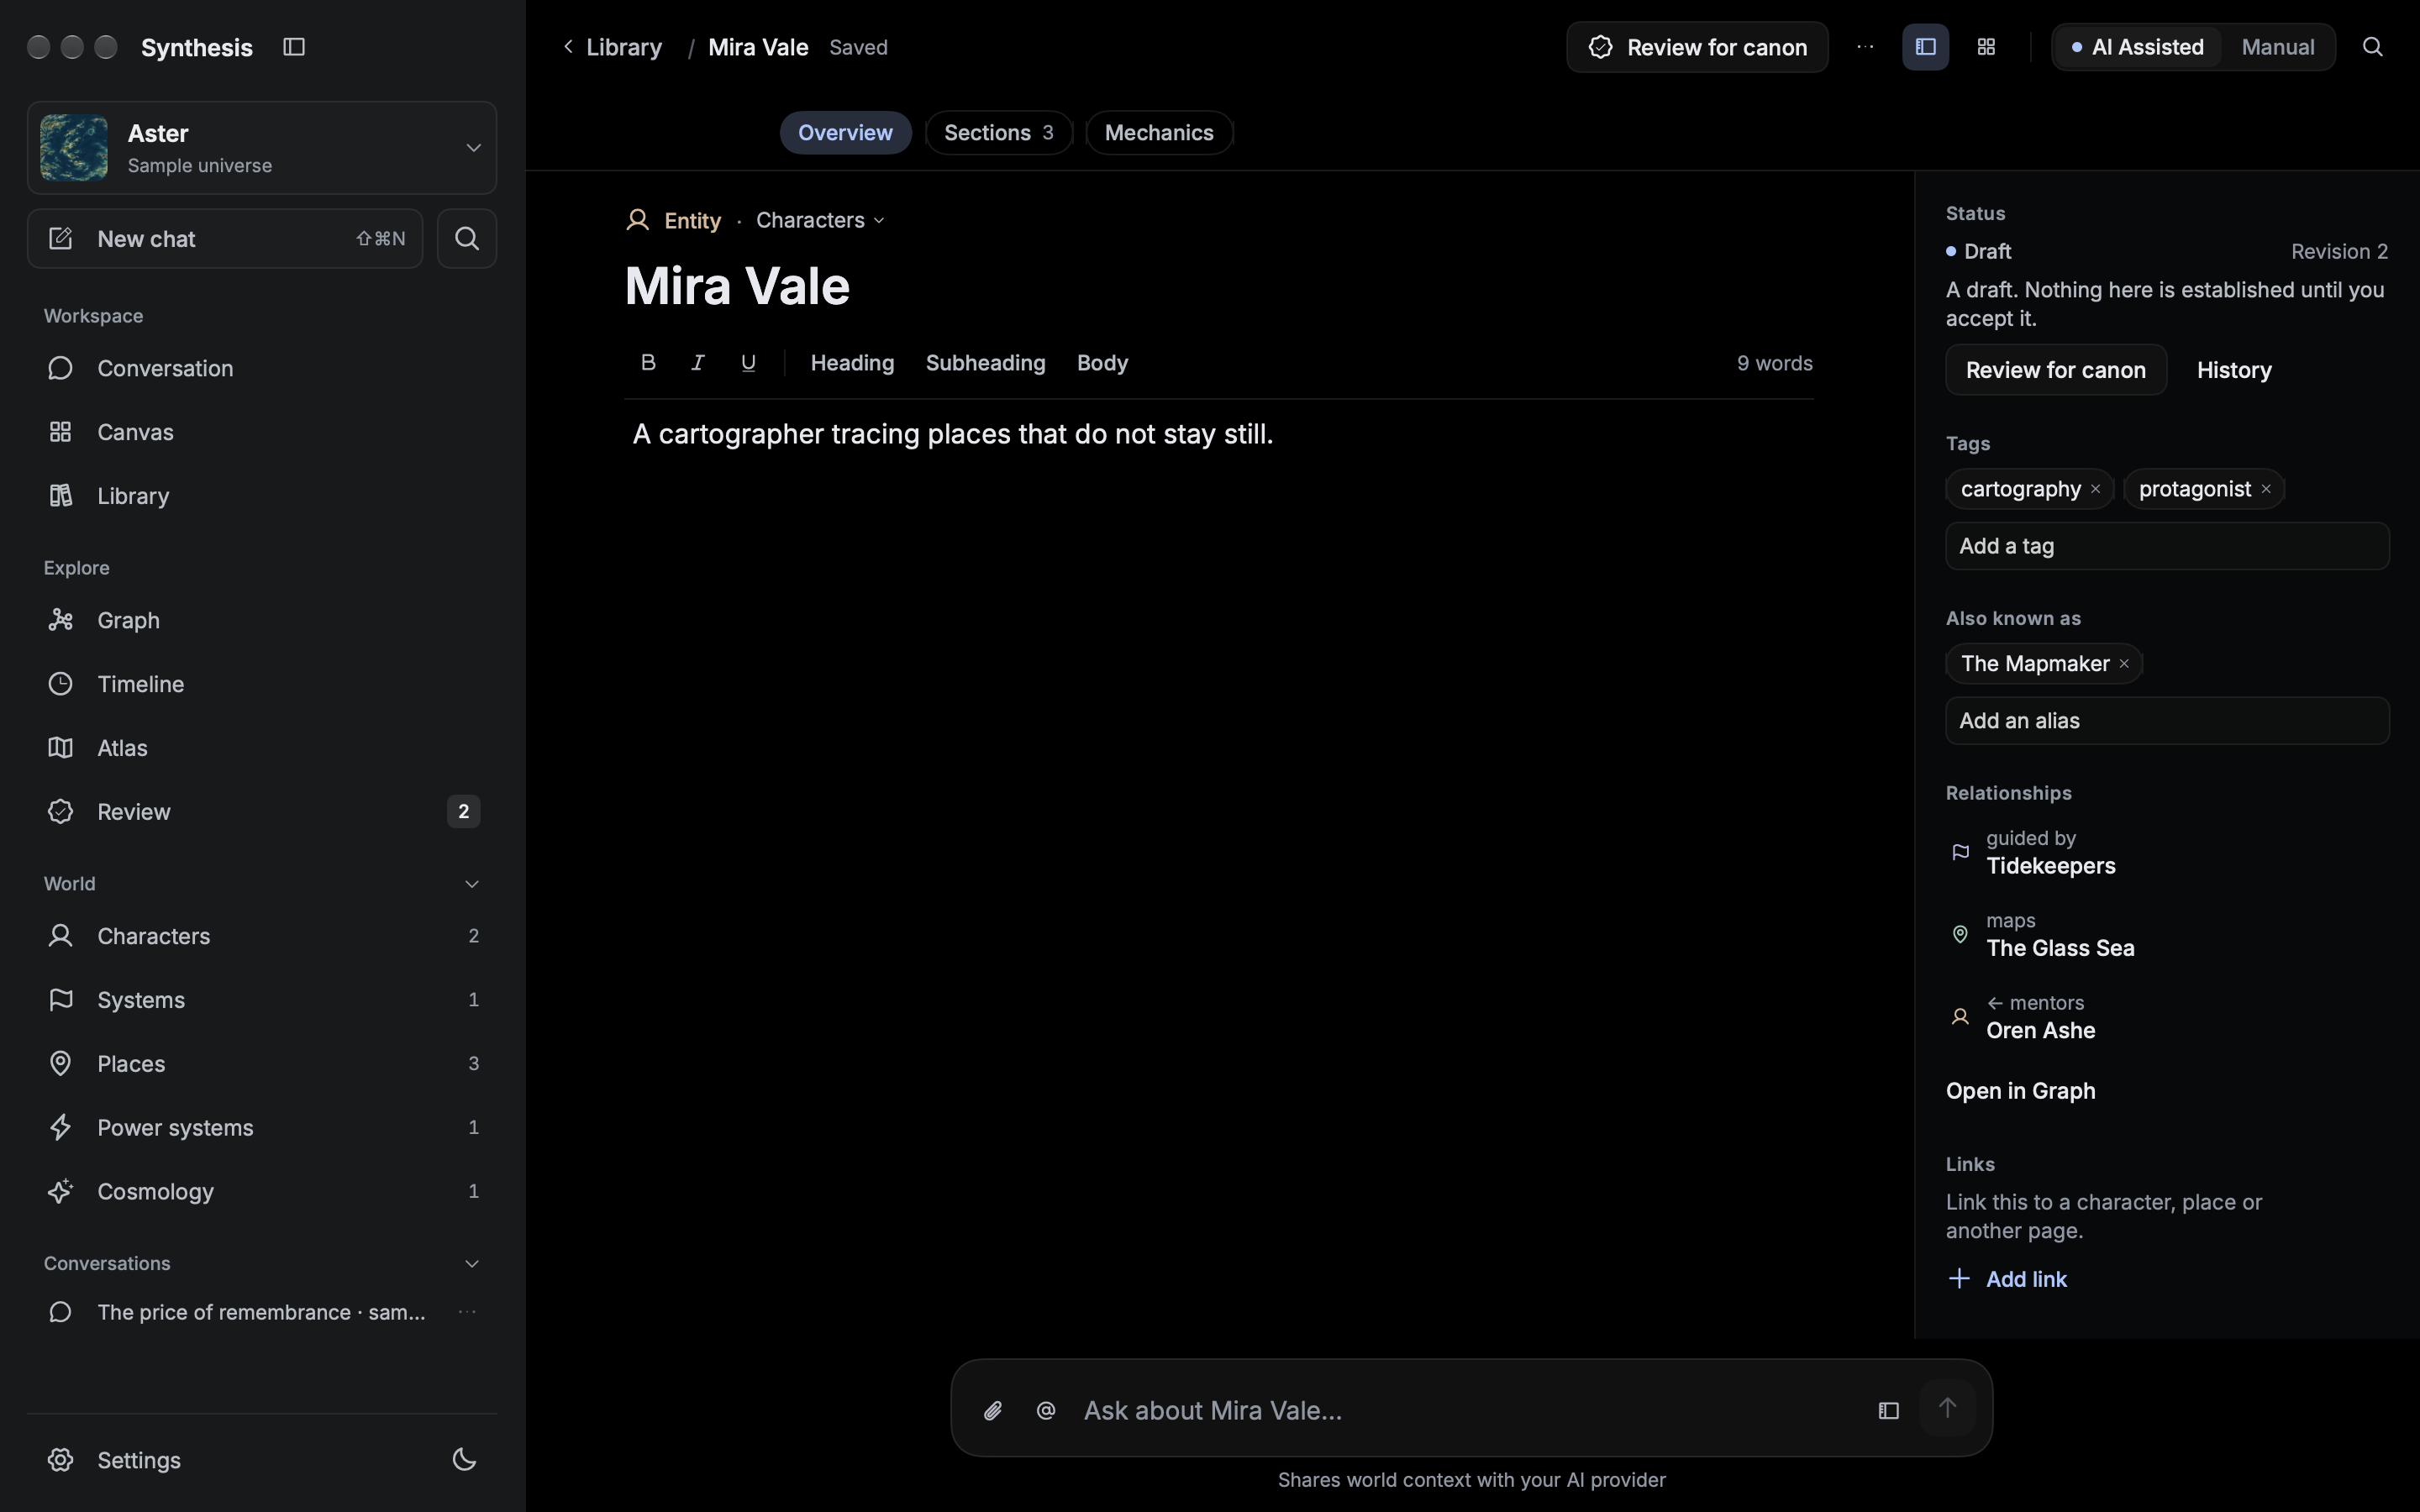 Synthesis
Aster
Sample universe
New chat ⇧⌘N
Workspace
Conversation
Canvas
Library
Explore
Graph
Timeline
Atlas
Review 2
World
Characters 2
Systems 1
Places 3
Power systems 1
Cosmology 1
Conversations
The price of remembrance · sam...
Settings
Library / Mira Vale Saved
Review for canon
AI Assisted Manual
Overview Sections 3 Mechanics
Entity · Characters
Mira Vale
B I U Heading Subheading Body 9 words
A cartographer tracing places that do not stay still.
Status
Draft Revision 2
A draft. Nothing here is established until you
accept it.
Review for canon History
Tags
cartography × protagonist ×
Add a tag
Also known as
The Mapmaker ×
Add an alias
Relationships
guided by
Tidekeepers
maps
The Glass Sea
← mentors
Oren Ashe
Open in Graph
Links
Link this to a character, place or
another page.
+ Add link
@ Ask about Mira Vale...
Shares world context with your AI provider